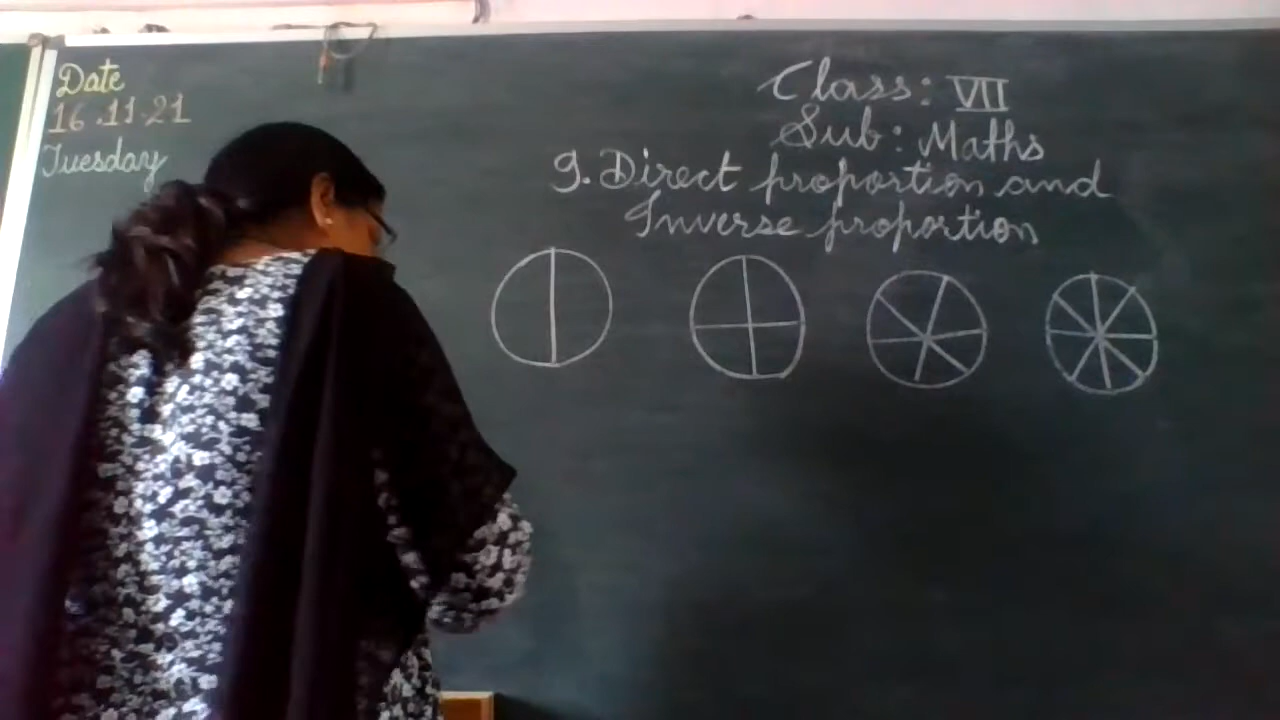 Date
16.11.21
Tuesday
Class: VII
Sub: Maths
9. Direct proportion and
Inverse proportion